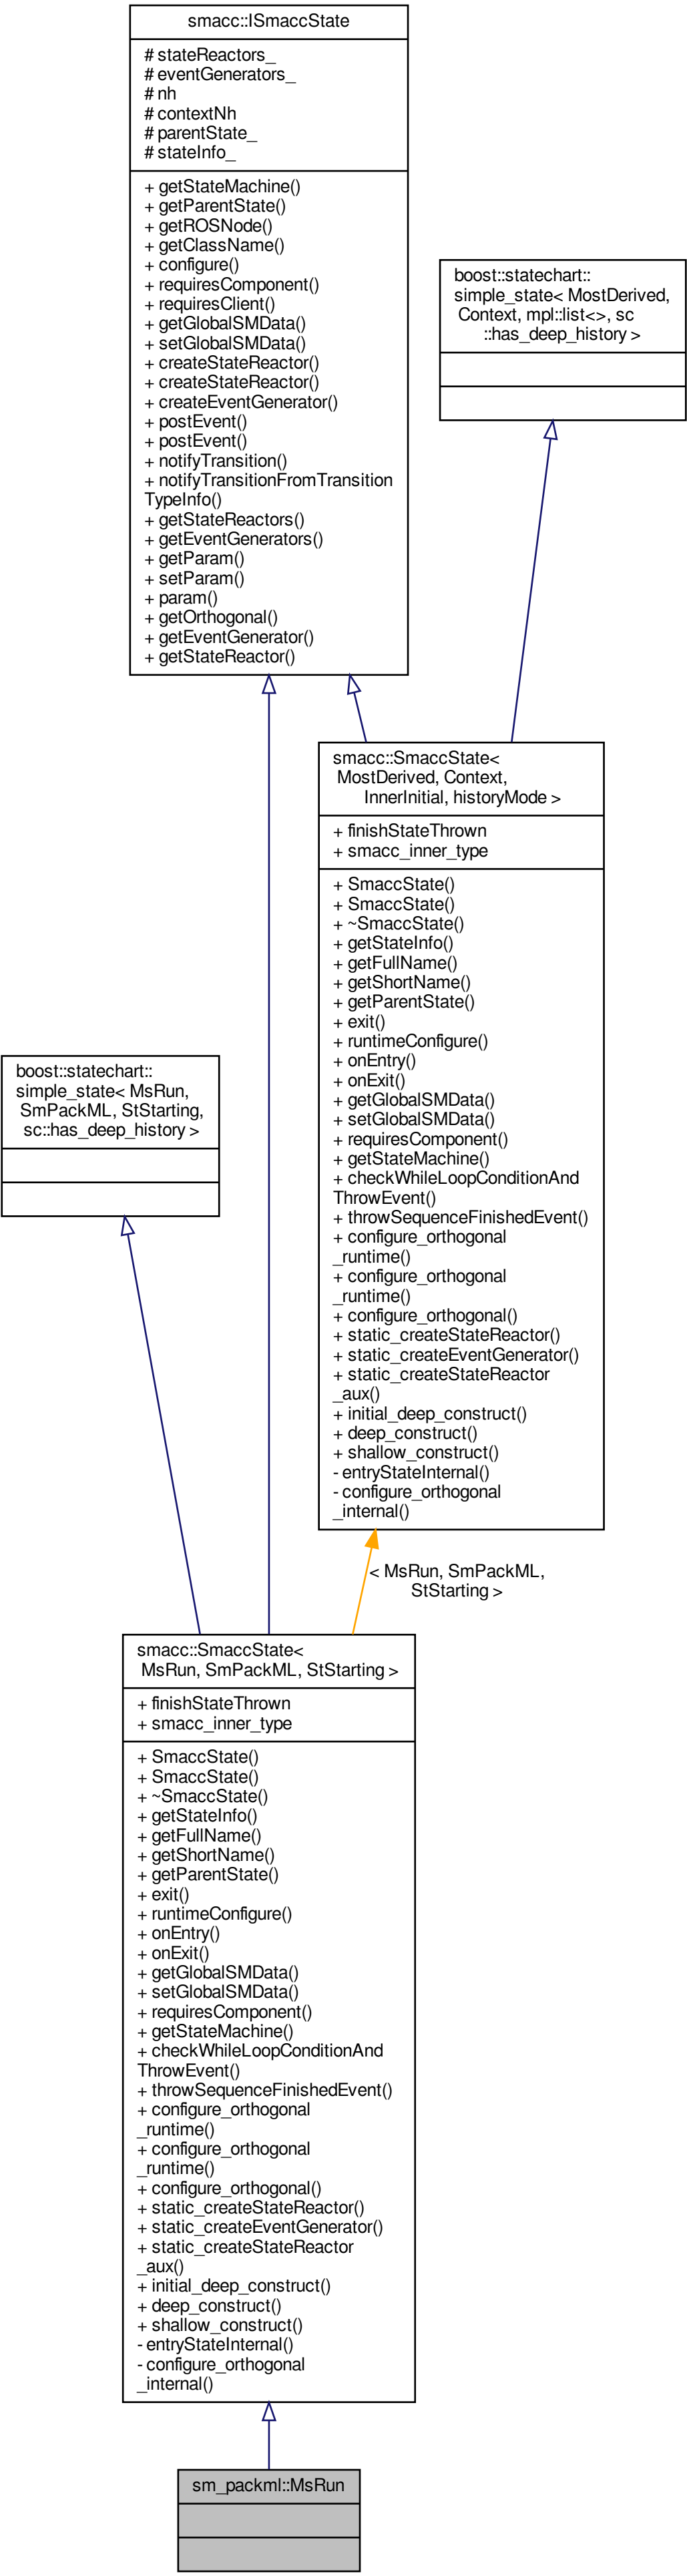 smacc::ISmaccState
# stateReactors_
# eventGenerators_
# nh
# contextNh
# parentState_
# stateInfo_
+ getStateMachine()
+ getParentState()
+ getROSNode()
+ getClassName()
+ configure()
+ requiresComponent()
+ requiresClient()
+ getGlobalSMData()
+ setGlobalSMData()
+ createStateReactor()
+ createStateReactor()
+ createEventGenerator()
+ postEvent()
+ postEvent()
+ notifyTransition()
+ notifyTransitionFromTransition
TypeInfo()
+ getStateReactors()
+ getEventGenerators()
+ getParam()
+ setParam()
+ param()
+ getOrthogonal()
+ getEventGenerator()
+ getStateReactor()
boost::statechart::
simple_state< MostDerived,
Context, mpl::list<>, sc
::has_deep_history >
smacc::SmaccState<
MostDerived, Context,
InnerInitial, historyMode >
+ finishStateThrown
+ smacc_inner_type
+ SmaccState()
+ SmaccState()
+ ~SmaccState()
+ getStateInfo()
+ getFullName()
+ getShortName()
+ getParentState()
+ exit()
+ runtimeConfigure()
+ onEntry()
+ onExit()
+ getGlobalSMData()
+ setGlobalSMData()
+ requiresComponent()
+ getStateMachine()
+ checkWhileLoopConditionAnd
ThrowEvent()
+ throwSequenceFinishedEvent()
+ configure_orthogonal
_runtime()
+ configure_orthogonal
_runtime()
+ configure_orthogonal()
+ static_createStateReactor()
+ static_createEventGenerator()
+ static_createStateReactor
_aux()
+ initial_deep_construct()
+ deep_construct()
+ shallow_construct()
- entryStateInternal()
- configure_orthogonal
_internal()
boost::statechart::
simple_state< MsRun,
SmPackML, StStarting,
sc::has_deep_history >
< MsRun, SmPackML,
StStarting >
smacc::SmaccState<
MsRun, SmPackML, StStarting >
+ finishStateThrown
+ smacc_inner_type
+ SmaccState()
+ SmaccState()
+ ~SmaccState()
+ getStateInfo()
+ getFullName()
+ getShortName()
+ getParentState()
+ exit()
+ runtimeConfigure()
+ onEntry()
+ onExit()
+ getGlobalSMData()
+ setGlobalSMData()
+ requiresComponent()
+ getStateMachine()
+ checkWhileLoopConditionAnd
ThrowEvent()
+ throwSequenceFinishedEvent()
+ configure_orthogonal
_runtime()
+ configure_orthogonal
_runtime()
+ configure_orthogonal()
+ static_createStateReactor()
+ static_createEventGenerator()
+ static_createStateReactor
_aux()
+ initial_deep_construct()
+ deep_construct()
+ shallow_construct()
- entryStateInternal()
- configure_orthogonal
_internal()
sm_packml::MsRun